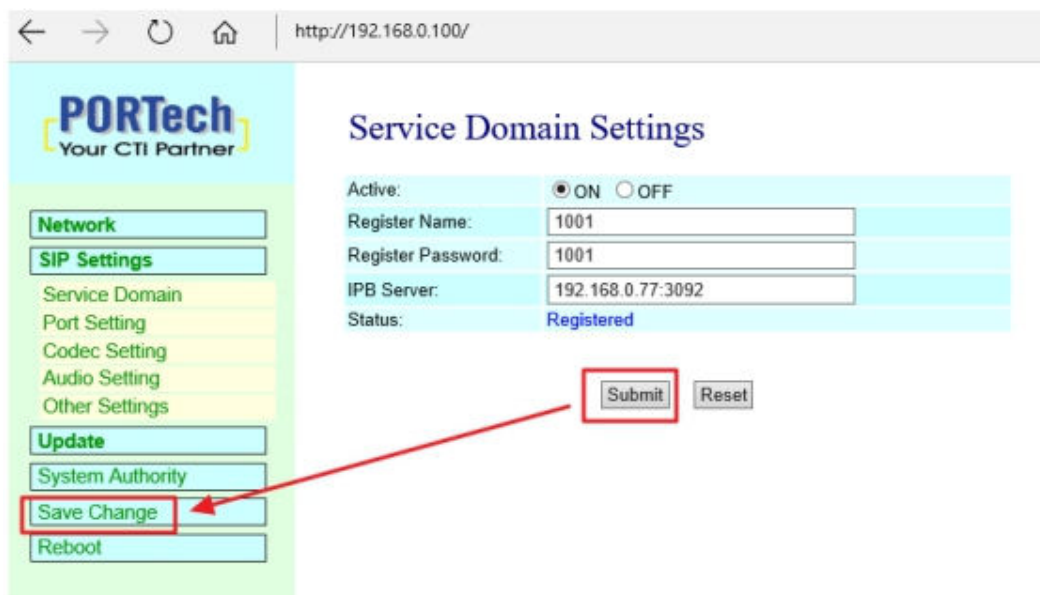 http://192.168.0.100/
PORTech
Your CTI Partner
Network
SIP Settings
Service Domain
Port Setting
Codec Setting
Audio Setting
Other Settings
Update
System Authority
Save Change
Reboot
Service Domain Settings
Active: ON OFF
Register Name: 1001
Register Password: 1001
IPB Server: 192.168.0.77:3092
Status: Registered
Submit Reset